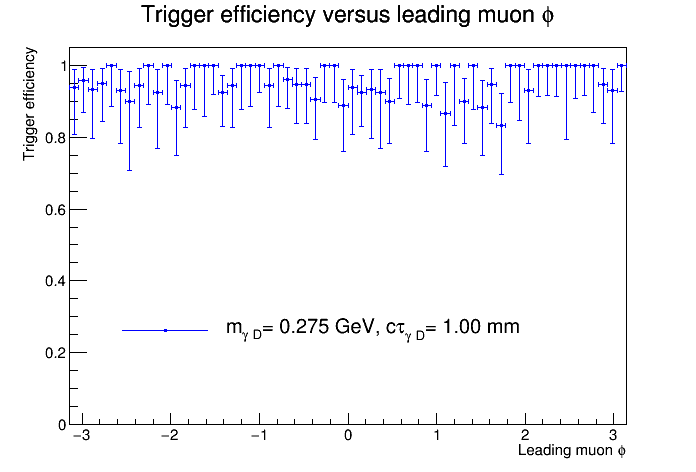 Trigger efficiency versus leading muon ϕ
Trigger efficiency
1
0.8
0.6
0.4
0.2
0
m_γ D= 0.275 GeV, cτ_γ D= 1.00 mm
−3 −2 −1 0 1 2 3
Leading muon ϕ